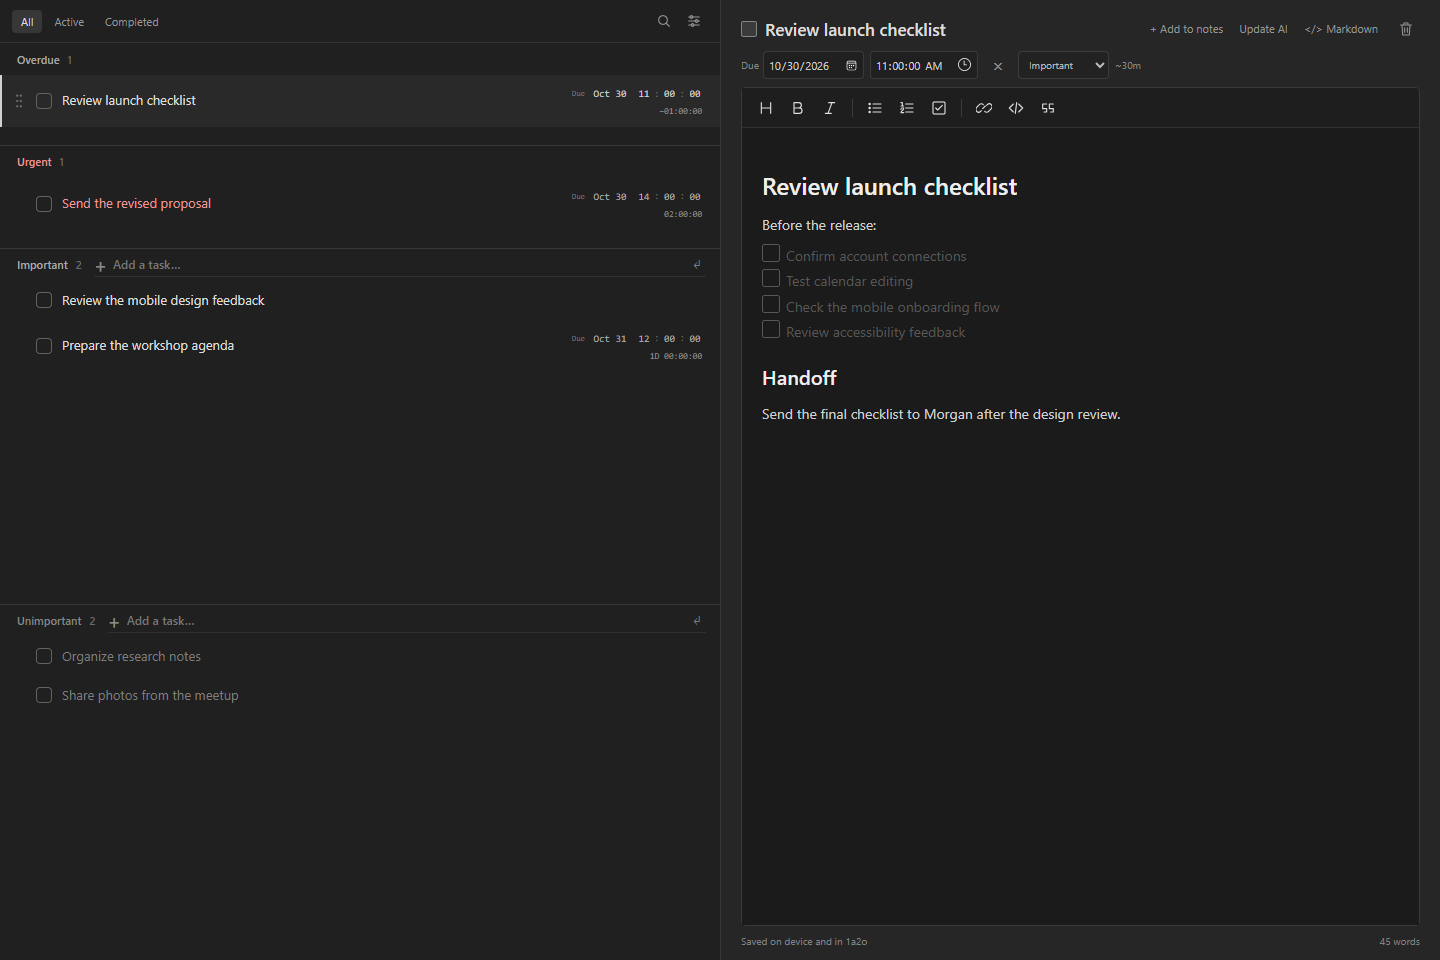 All Active Completed
Overdue 1
Review launch checklist
Due Oct 30 11 : 00 : 00
−01:00:00
Urgent 1
Send the revised proposal
Due Oct 30 14 : 00 : 00
02:00:00
Important 2 + Add a task...
Review the mobile design feedback
Prepare the workshop agenda
Due Oct 31 12 : 00 : 00
1D 00:00:00
Unimportant 2 + Add a task...
Organize research notes
Share photos from the meetup
Review launch checklist
+ Add to notes Update AI </> Markdown
Due 10/30/2026 11:00:00 AM × Important ~30m
H B I
Review launch checklist
Before the release:
Confirm account connections
Test calendar editing
Check the mobile onboarding flow
Review accessibility feedback
Handoff
Send the final checklist to Morgan after the design review.
Saved on device and in 1a2o
45 words